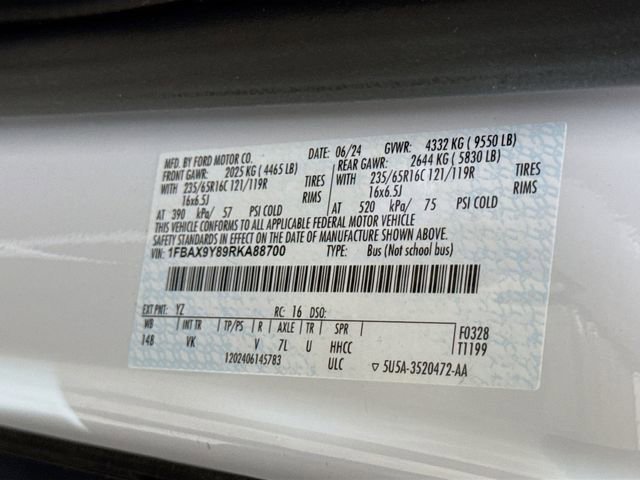 MFD. BY FORD MOTOR CO. DATE: 06/24 GVWR: 4332 KG ( 9550 LB)
FRONT GAWR: 2025 KG ( 4465 LB) REAR GAWR: 2644 KG ( 5830 LB)
WITH 235/65R16C 121/119R TIRES WITH 235/65R16C 121/119R TIRES
16x6.5J RIMS 16x6.5J RIMS
AT 390 kPa/ 57 PSI COLD AT 520 kPa/ 75 PSI COLD
THIS VEHICLE CONFORMS TO ALL APPLICABLE FEDERAL MOTOR VEHICLE
SAFETY STANDARDS IN EFFECT ON THE DATE OF MANUFACTURE SHOWN ABOVE.
VIN: 1FBAX9Y89RKA88700 TYPE: Bus (Not school bus)
EXT PNT: YZ RC: 16 DSO:
WB INT TR TP/PS R AXLE TR SPR F0328
148 VK V 7L U HHCC T1199
1202406145783 ULC ▽ 5U5A-3520472-AA